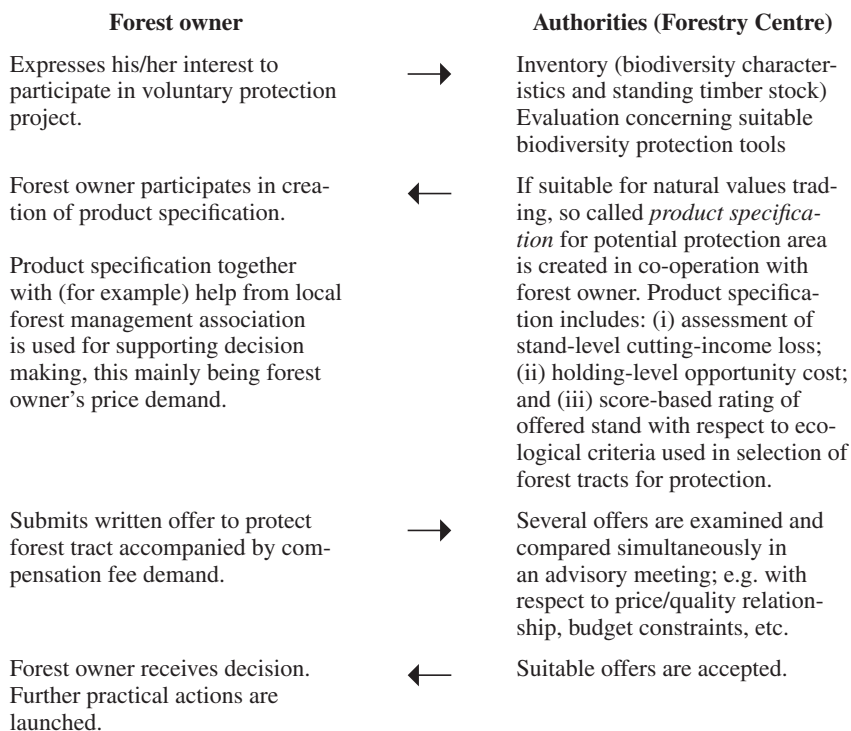 Forest owner
Authorities (Forestry Centre)
Expresses his/her interest to
participate in voluntary protection
project.
Inventory (biodiversity character-
istics and standing timber stock)
Evaluation concerning suitable
biodiversity protection tools
Forest owner participates in crea-
tion of product specification.
Product specification together
with (for example) help from local
forest management association
is used for supporting decision
making, this mainly being forest
owner's price demand.
If suitable for natural values trad-
ing, so called product specifica-
tion for potential protection area
is created in co-operation with
forest owner. Product specifica-
tion includes: (i) assessment of
stand-level cutting-income loss;
(ii) holding-level opportunity cost;
and (iii) score-based rating of
offered stand with respect to eco-
logical criteria used in selection of
forest tracts for protection.
Submits written offer to protect
forest tract accompanied by com-
pensation fee demand.
Several offers are examined and
compared simultaneously in
an advisory meeting; e.g. with
respect to price/quality relation-
ship, budget constraints, etc.
Forest owner receives decision.
Further practical actions are
launched.
Suitable offers are accepted.